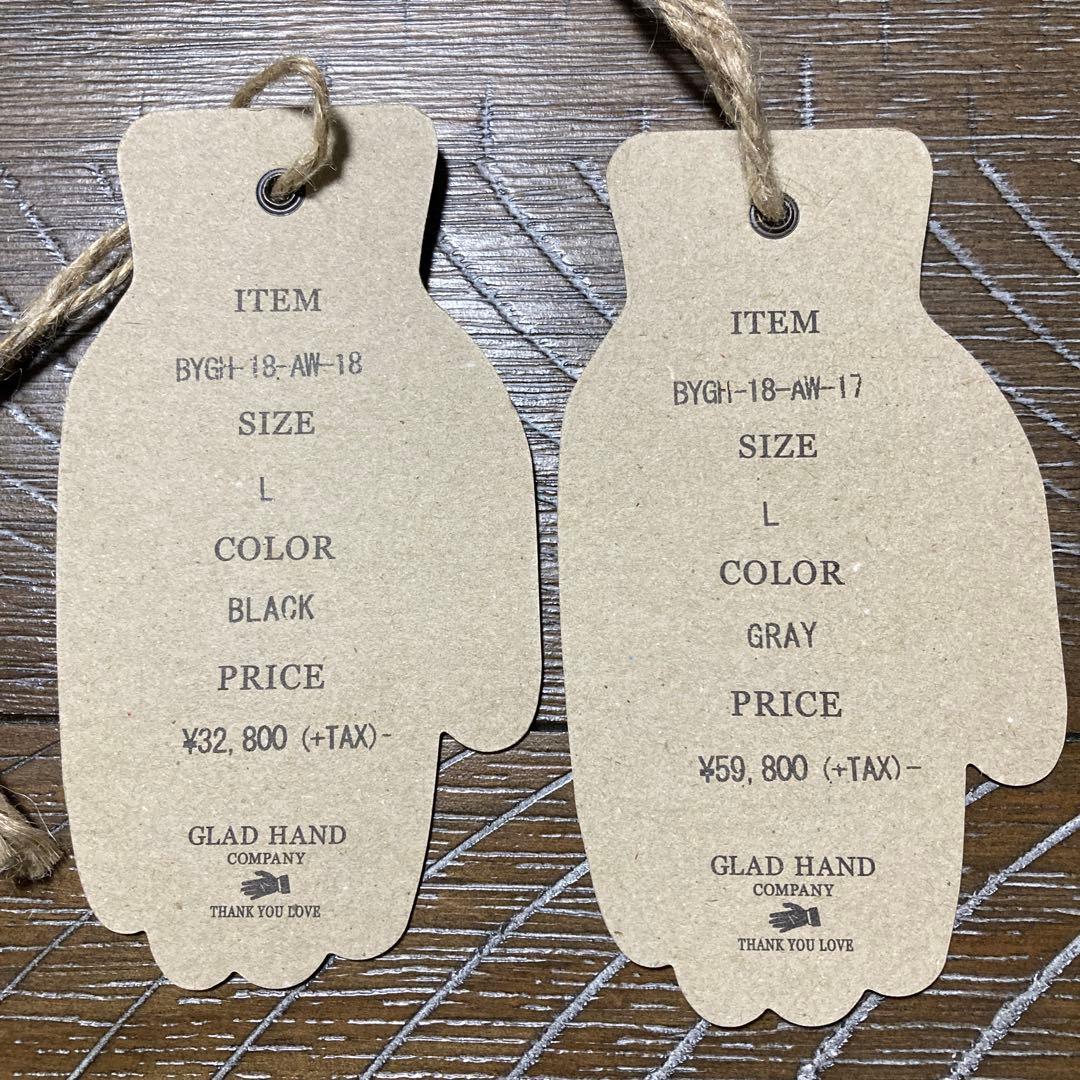 ITEM
BYGH-18-AW-18
SIZE
L
COLOR
BLACK
PRICE
¥32,800 (+TAX)-
GLAD HAND
COMPANY
THANK YOU LOVE
ITEM
BYGH-18-AW-17
SIZE
L
COLOR
GRAY
PRICE
¥59,800 (+TAX)-
GLAD HAND
COMPANY
THANK YOU LOVE